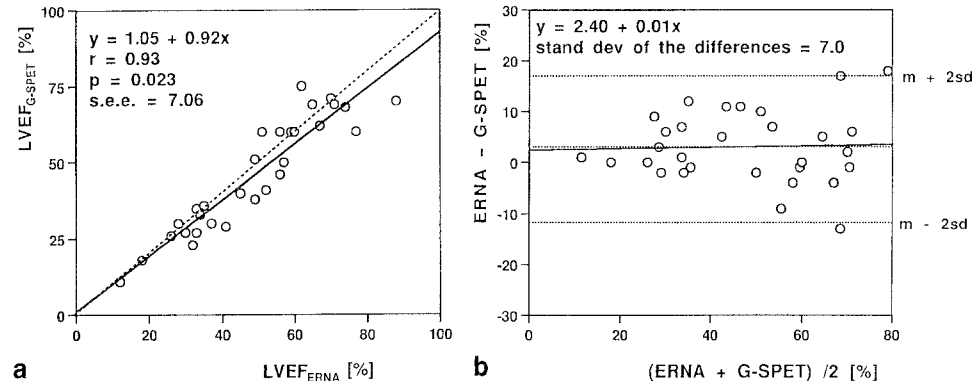 100
75
50
25
0
LVEF_G-SPET [%]
y = 1.05 + 0.92x
r = 0.93
p = 0.023
s.e.e. = 7.06
0 20 40 60 80 100
LVEF_ERNA [%]
a
30
20
10
0
-10
-20
-30
ERNA - G-SPET [%]
y = 2.40 + 0.01x
stand dev of the differences = 7.0
m + 2sd
m - 2sd
0 20 40 60 80
(ERNA + G-SPET) /2 [%]
b